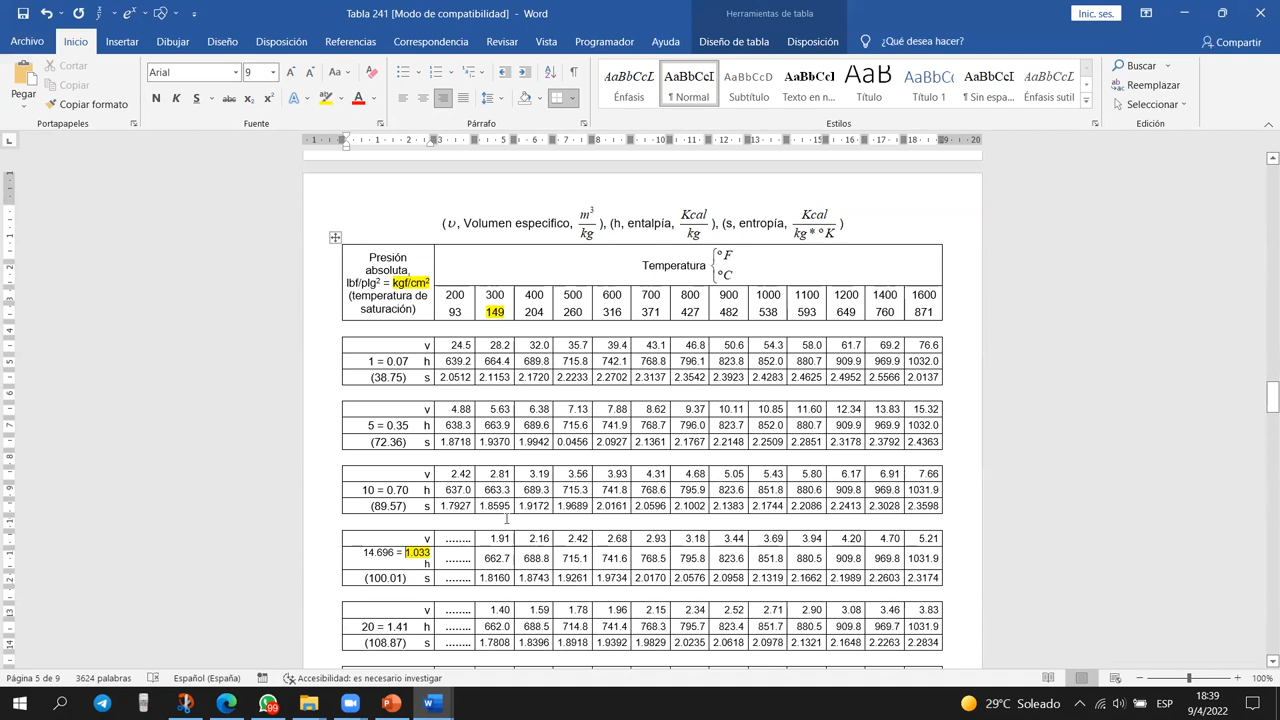 Tabla 241 [Modo de compatibilidad] - Word
Herramientas de tabla
Inic. ses.
Archivo Inicio Insertar Dibujar Diseño Disposición Referencias Correspondencia Revisar Vista Programador Ayuda Diseño de tabla Disposición ¿Qué desea hacer? Compartir
Pegar
Cortar
Copiar
Copiar formato
Portapapeles
Arial 9
Aa
N K S abc x₂ x²
Fuente
Párrafo
AaBbCcL Énfasis
AaBbCcD ¶ Normal
AaBbCcD Subtítulo
AaBbCcD Texto en n...
AaB Título
AaBbCcL Título 1
AaBbCcD ¶ Sin espa...
AaBbCcL Énfasis sutil
Estilos
Buscar
Reemplazar
Seleccionar
Edición
(υ, Volumen especifico, m³/kg ), (h, entalpía, Kcal/kg ), (s, entropía, Kcal/kg * º K )
Presión absoluta, lbf/plg² = kgf/cm² (temperatura de saturación)
Temperatura { º F ºC
200 300 400 500 600 700 800 900 1000 1100 1200 1400 1600
93 149 204 260 316 371 427 482 538 593 649 760 871
v 24.5 28.2 32.0 35.7 39.4 43.1 46.8 50.6 54.3 58.0 61.7 69.2 76.6
1 = 0.07 h 639.2 664.4 689.8 715.8 742.1 768.8 796.1 823.8 852.0 880.7 909.9 969.9 1032.0
(38.75) s 2.0512 2.1153 2.1720 2.2233 2.2702 2.3137 2.3542 2.3923 2.4283 2.4625 2.4952 2.5566 2.0137
v 4.88 5.63 6.38 7.13 7.88 8.62 9.37 10.11 10.85 11.60 12.34 13.83 15.32
5 = 0.35 h 638.3 663.9 689.6 715.6 741.9 768.7 796.0 823.7 852.0 880.7 909.9 969.9 1032.0
(72.36) s 1.8718 1.9370 1.9942 0.0456 2.0927 2.1361 2.1767 2.2148 2.2509 2.2851 2.3178 2.3792 2.4363
v 2.42 2.81 3.19 3.56 3.93 4.31 4.68 5.05 5.43 5.80 6.17 6.91 7.66
10 = 0.70 h 637.0 663.3 689.3 715.3 741.8 768.6 795.9 823.6 851.8 880.6 909.8 969.8 1031.9
(89.57) s 1.7927 1.8595 1.9172 1.9689 2.0161 2.0596 2.1002 2.1383 2.1744 2.2086 2.2413 2.3028 2.3598
v ........ 1.91 2.16 2.42 2.68 2.93 3.18 3.44 3.69 3.94 4.20 4.70 5.21
14.696 = 1.033 h ........ 662.7 688.8 715.1 741.6 768.5 795.8 823.6 851.8 880.6 909.8 969.8 1031.9
(100.01) s ........ 1.8160 1.8743 1.9261 1.9734 2.0170 2.0576 2.0958 2.1319 2.1662 2.1989 2.2603 2.3174
v ........ 1.40 1.59 1.78 1.96 2.15 2.34 2.52 2.71 2.90 3.08 3.46 3.83
20 = 1.41 h ........ 662.0 688.5 714.8 741.4 768.3 795.7 823.4 851.7 880.5 909.8 969.8 1031.9
(108.87) s ........ 1.7808 1.8396 1.8918 1.9392 1.9829 2.0235 2.0618 2.0978 2.1321 2.1648 2.2263 2.2834
Página 5 de 9 3624 palabras Español (España) Accesibilidad: es necesario investigar 100%
99
29°C Soleado ESP 18:39
9/4/2022